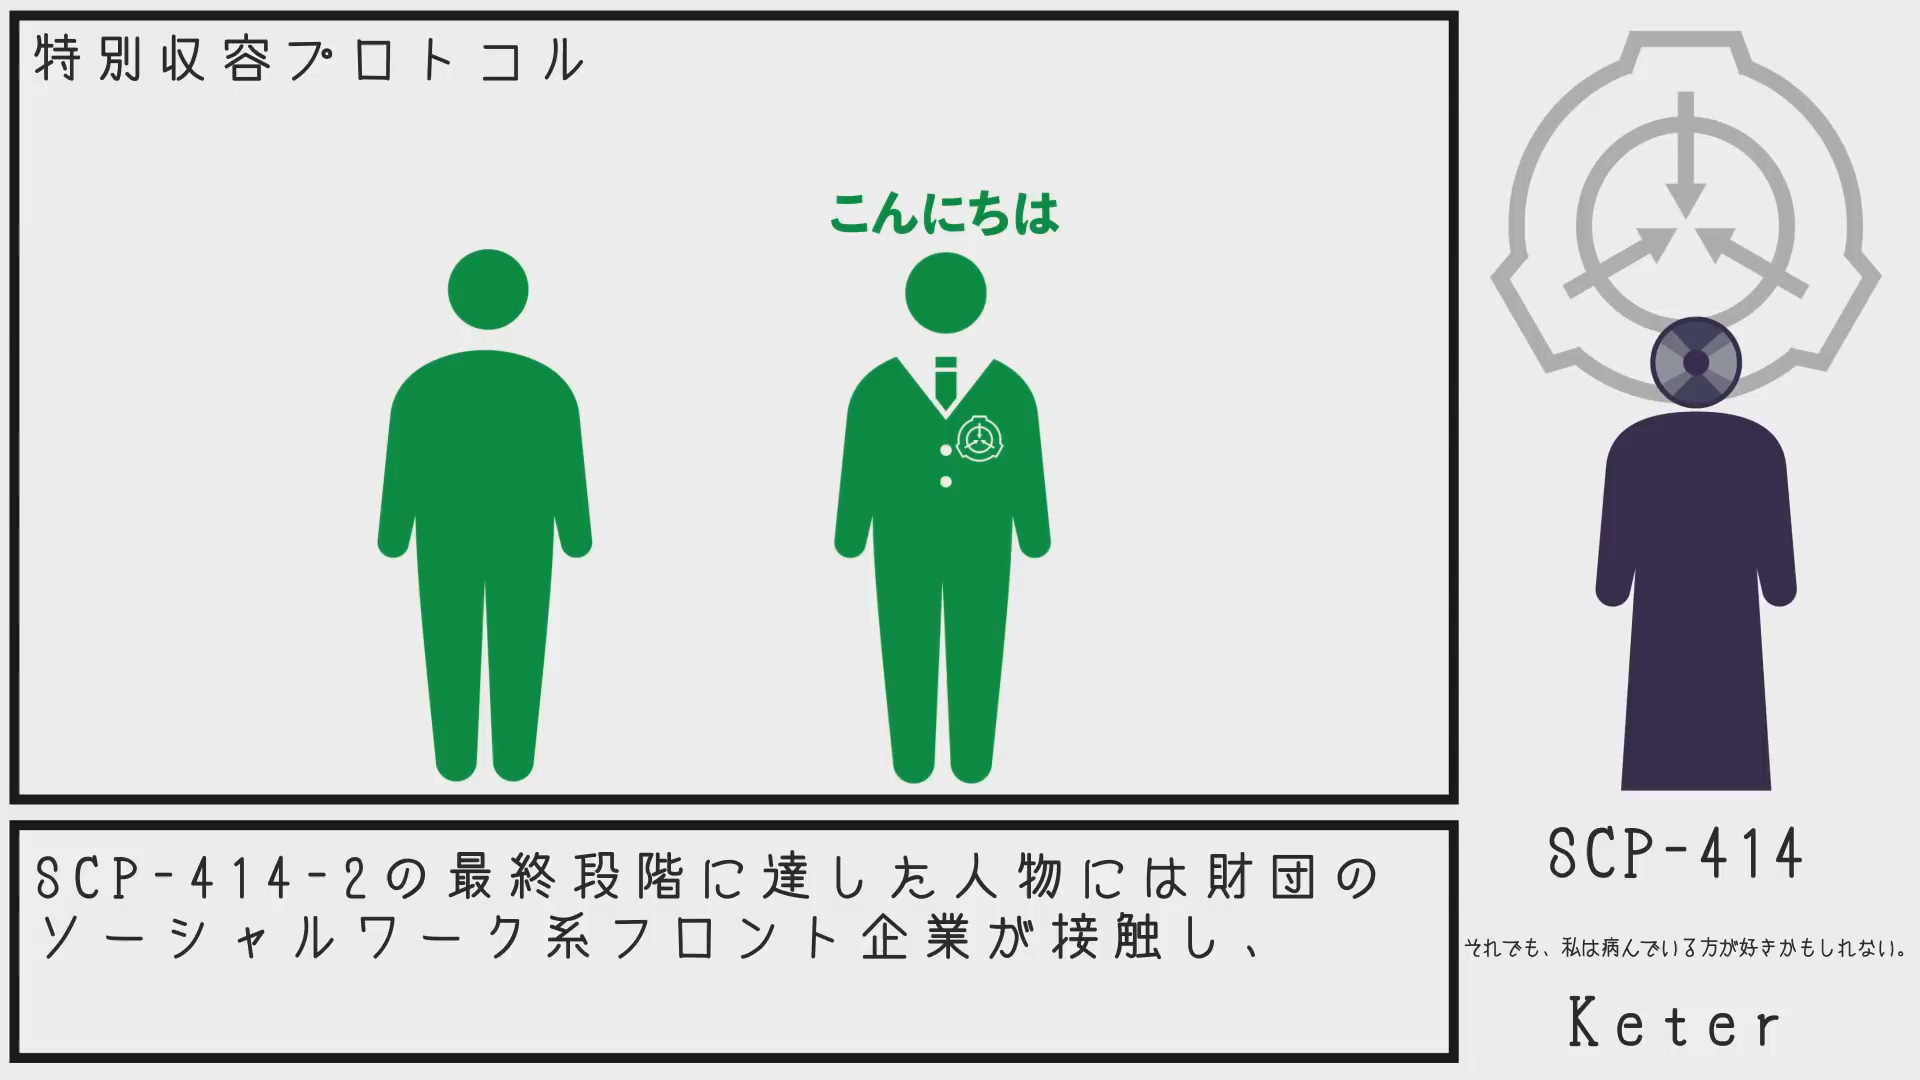 特別収容プロトコル
こんにちは
SCP-414-2の最終段階に達した人物には財団の
ソーシャルワーク系フロント企業が接触し、
SCP-414
それでも、私は病んでいる方が好きかもしれない。
Keter